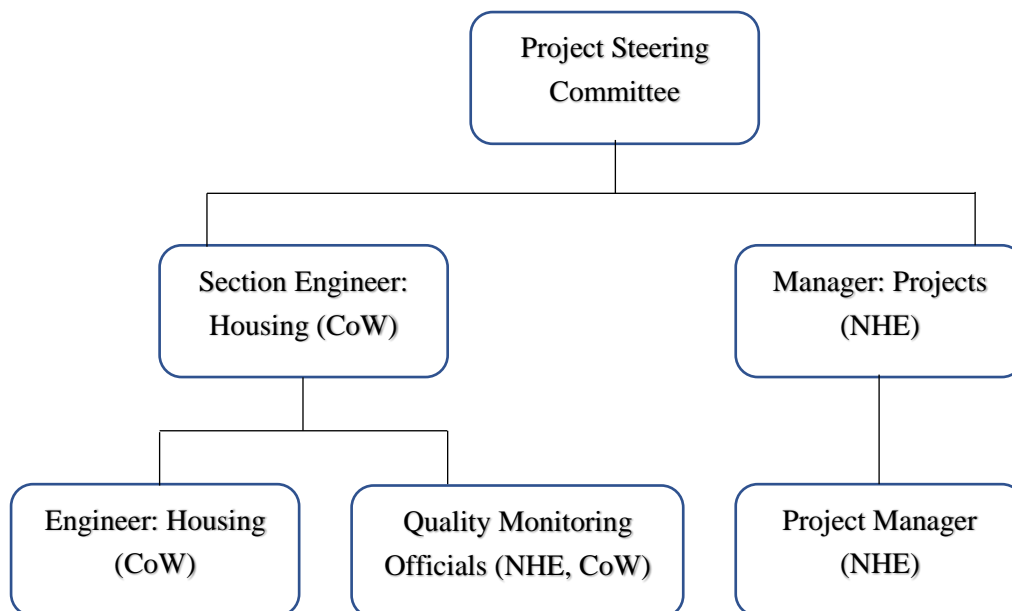 Project Steering
Committee
Section Engineer:
Housing (CoW)
Manager: Projects
(NHE)
Engineer: Housing
(CoW)
Quality Monitoring
Officials (NHE, CoW)
Project Manager
(NHE)